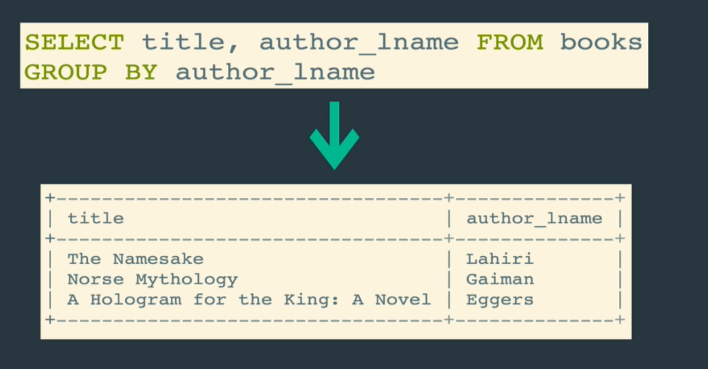 SELECT title, author_lname FROM books
GROUP BY author_lname
+----------------------------------+--------------+
| title                            | author_lname |
+----------------------------------+--------------+
| The Namesake                     | Lahiri       |
| Norse Mythology                  | Gaiman       |
| A Hologram for the King: A Novel | Eggers       |
+----------------------------------+--------------+